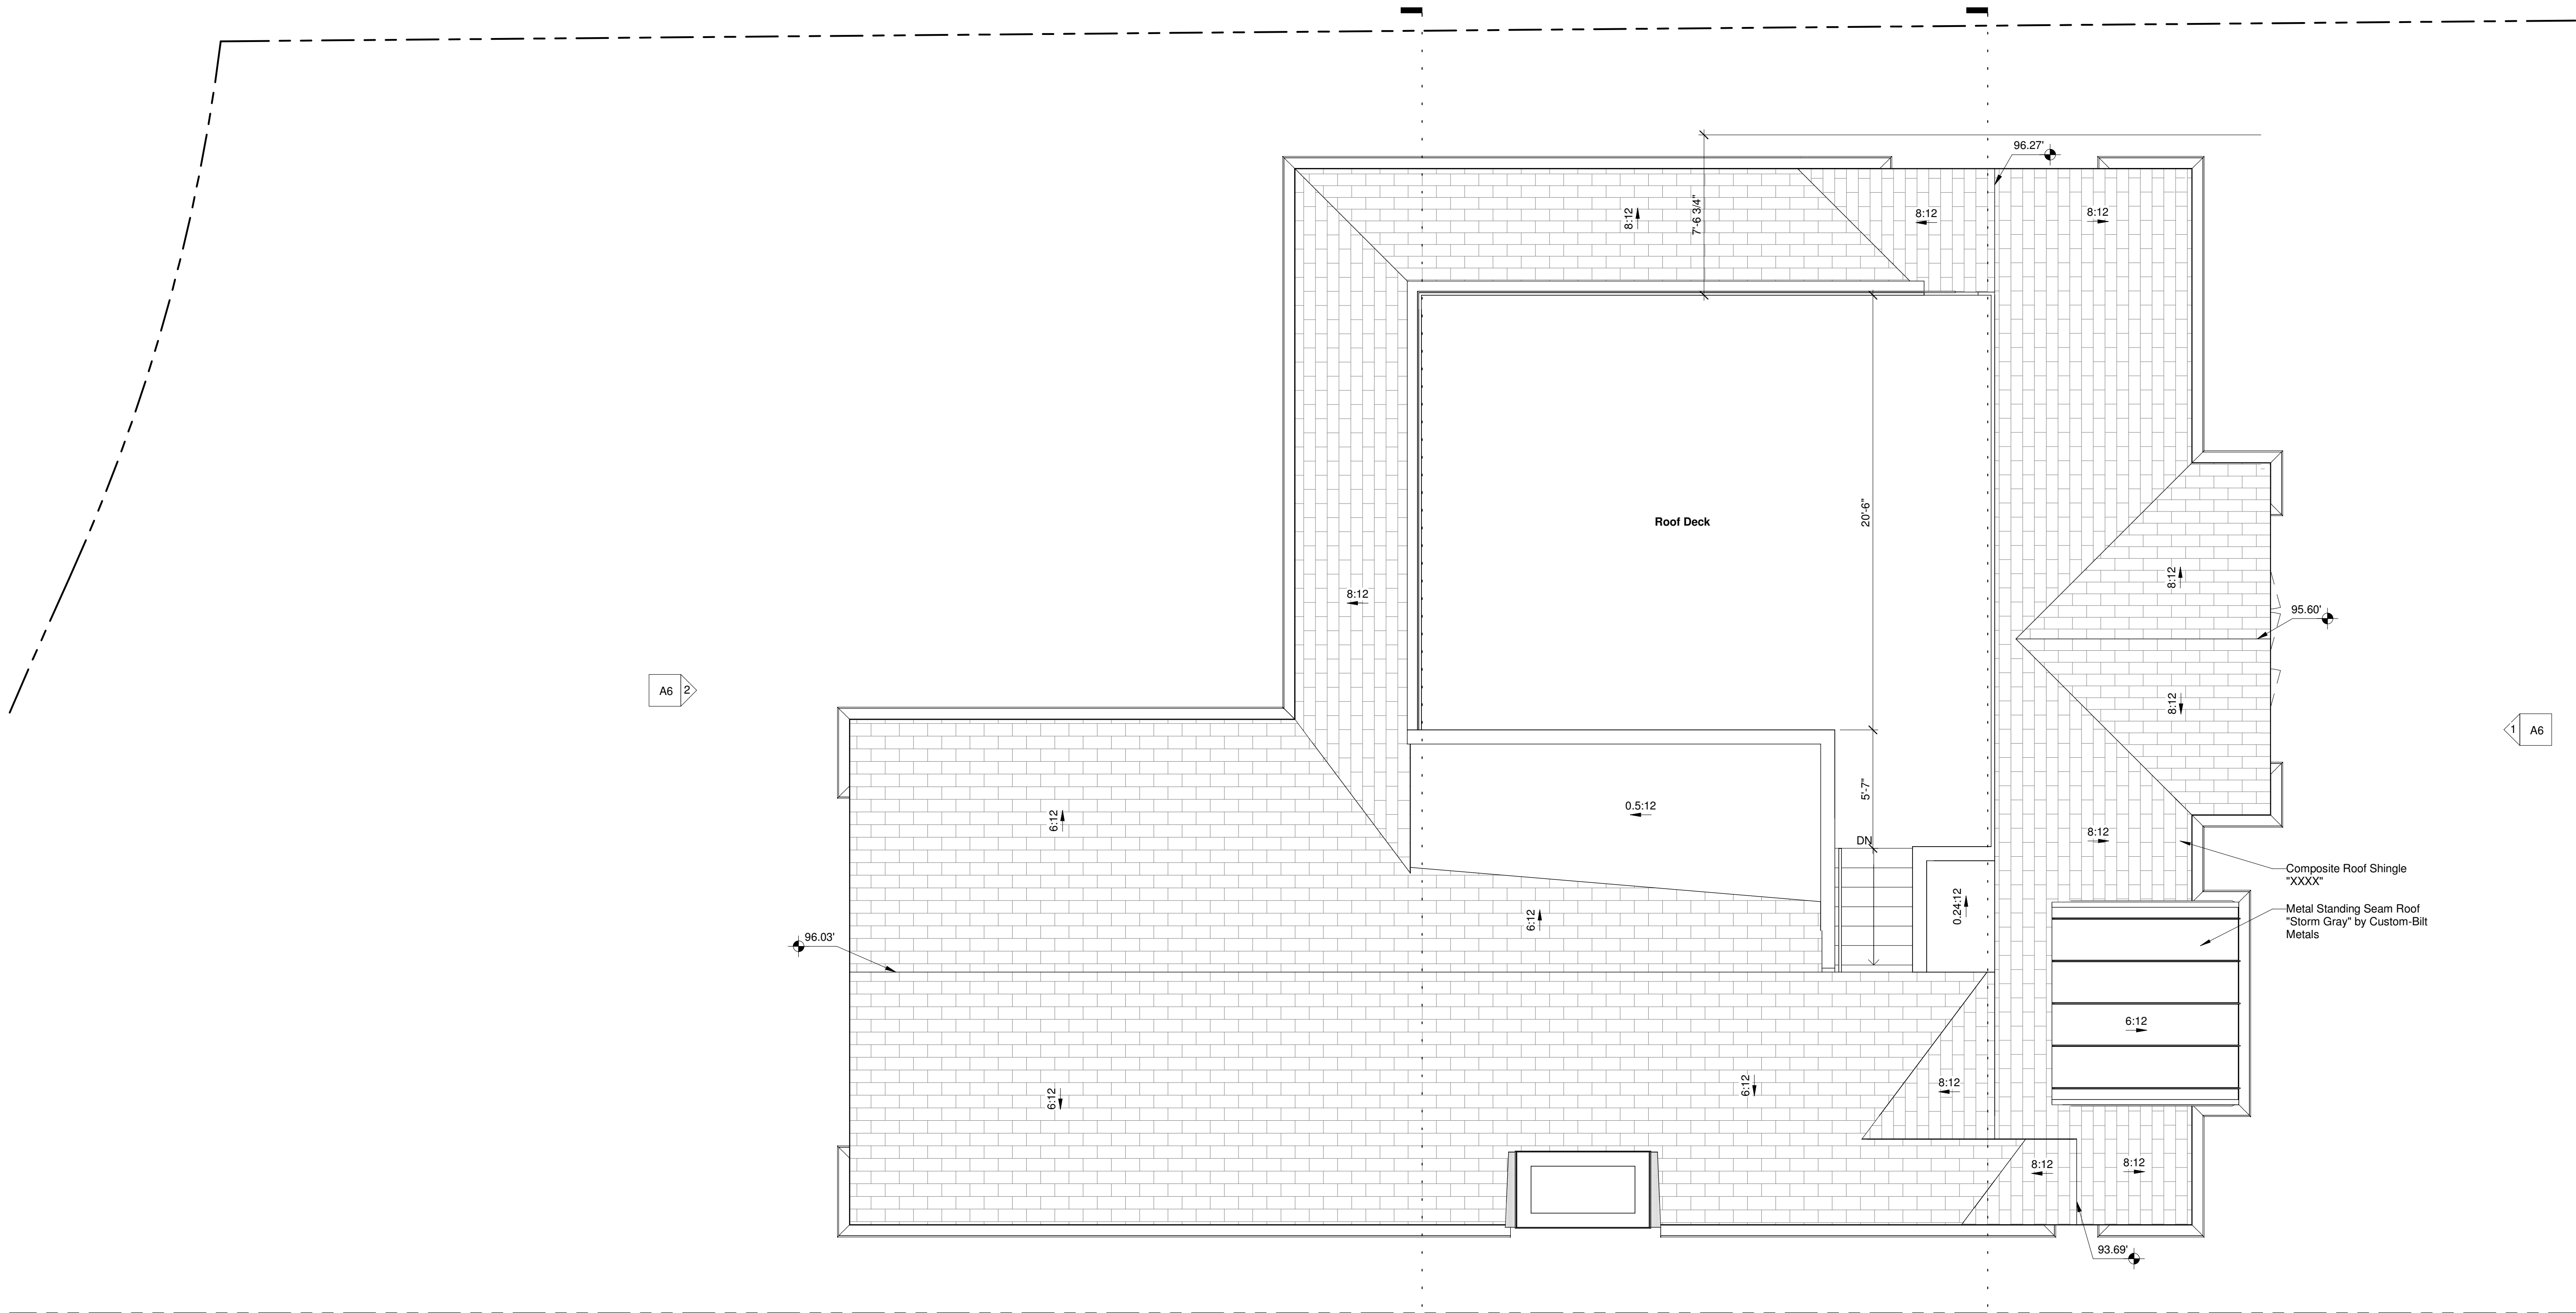 96.27'
8:12
7'-6 3/4"
8:12
8:12
Roof Deck
20'-6"
8:12
8:12
95.60'
A6 2
8:12
1 A6
0.5:12
5'-7"
6:12
8:12
DN
Composite Roof Shingle
"XXXX"
Metal Standing Seam Roof
"Storm Gray" by Custom-Bilt
Metals
0.24:12
6:12
96.03'
6:12
6:12
6:12
8:12
8:12
8:12
93.69'